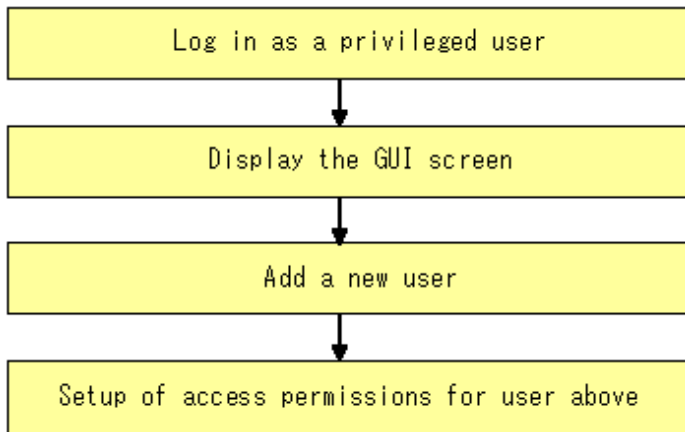 Log in as a privileged user
Display the GUI screen
Add a new user
Setup of access permissions for user above